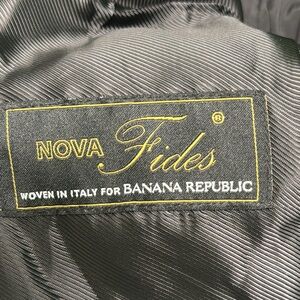 NOVA Fides ®
WOVEN IN ITALY FOR BANANA REPUBLIC